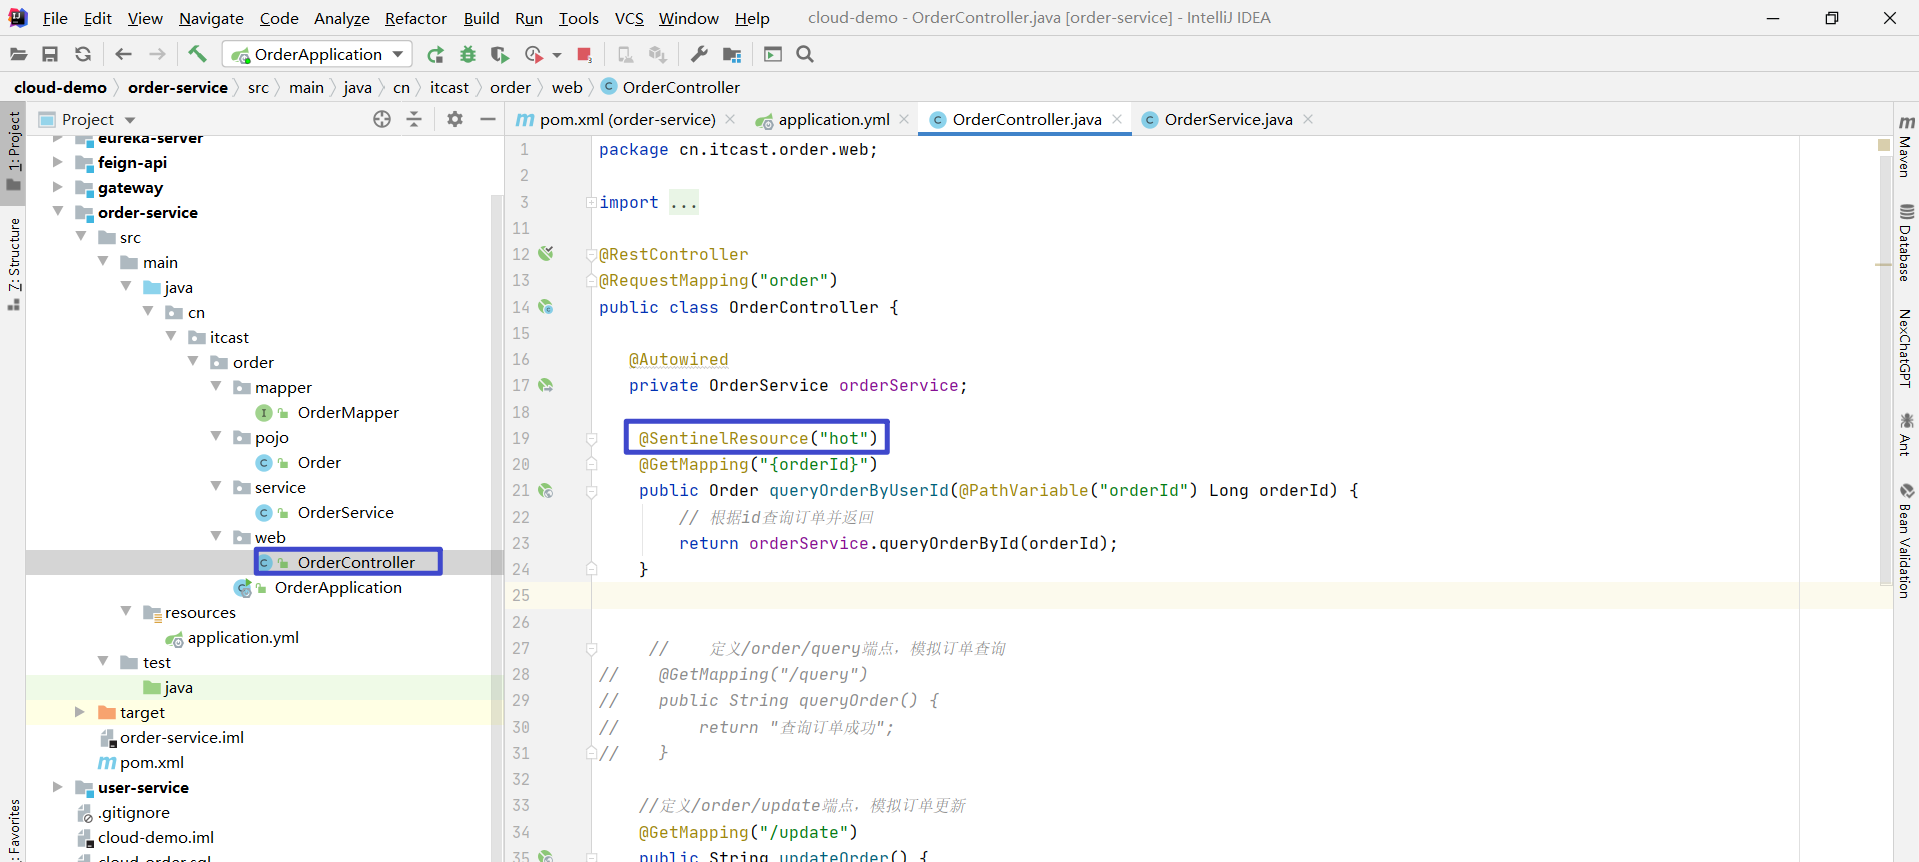 File Edit View Navigate Code Analyze Refactor Build Run Tools VCS Window Help cloud-demo - OrderController.java [order-service] - IntelliJ IDEA
OrderApplication
cloud-demo order-service src main java cn itcast order web OrderController
Project
pom.xml (order-service) application.yml OrderController.java OrderService.java
1: Project
7: Structure
: Favorites
eureka-server
feign-api
gateway
order-service
src
main
java
cn
itcast
order
mapper
OrderMapper
pojo
Order
service
OrderService
web
OrderController
OrderApplication
resources
application.yml
test
java
target
order-service.iml
pom.xml
user-service
.gitignore
cloud-demo.iml
cloud-order.sql
1 package cn.itcast.order.web;
2
3 import ...
11
12 @RestController
13 @RequestMapping("order")
14 public class OrderController {
15
16 @Autowired
17 private OrderService orderService;
18
19 @SentinelResource("hot")
20 @GetMapping("{orderId}")
21 public Order queryOrderByUserId(@PathVariable("orderId") Long orderId) {
22 // 根据id查询订单并返回
23 return orderService.queryOrderById(orderId);
24 }
25
26
27 // 定义/order/query端点，模拟订单查询
28 // @GetMapping("/query")
29 // public String queryOrder() {
30 // return "查询订单成功";
31 // }
32
33 //定义/order/update端点，模拟订单更新
34 @GetMapping("/update")
35 public String updateOrder() {
Maven
Database
NexChatGPT
Ant
Bean Validation